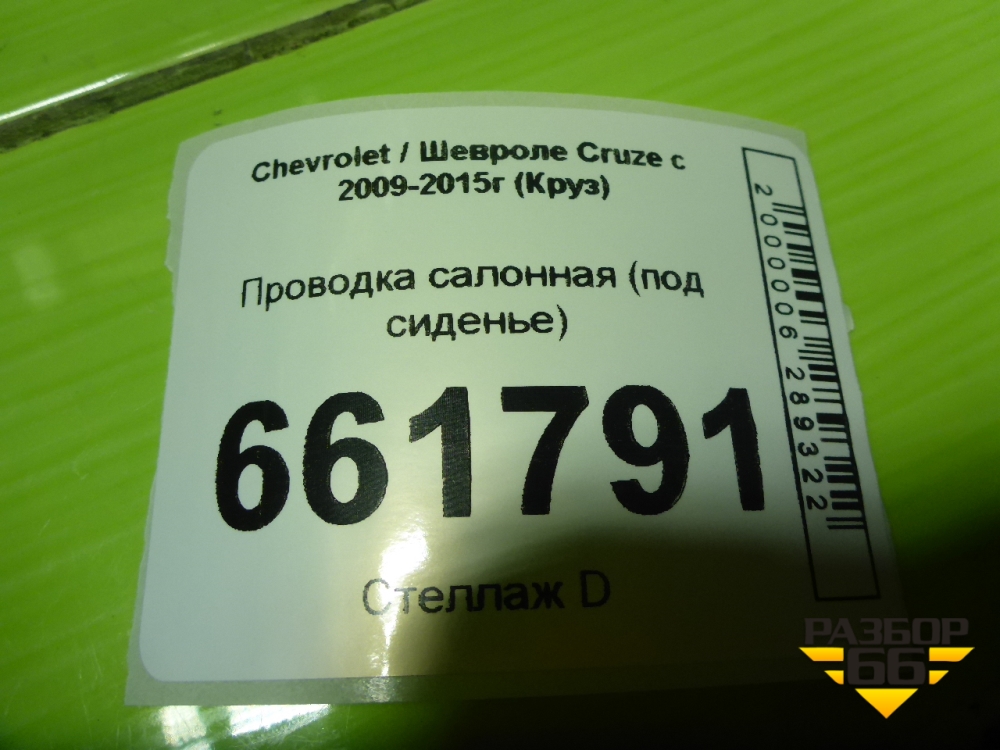 Chevrolet / Шевроле Cruze с
2009-2015г (Круз)
Проводка салонная (под
сиденье)
661791
Стеллаж D
2000006289322
РАЗБОР
66